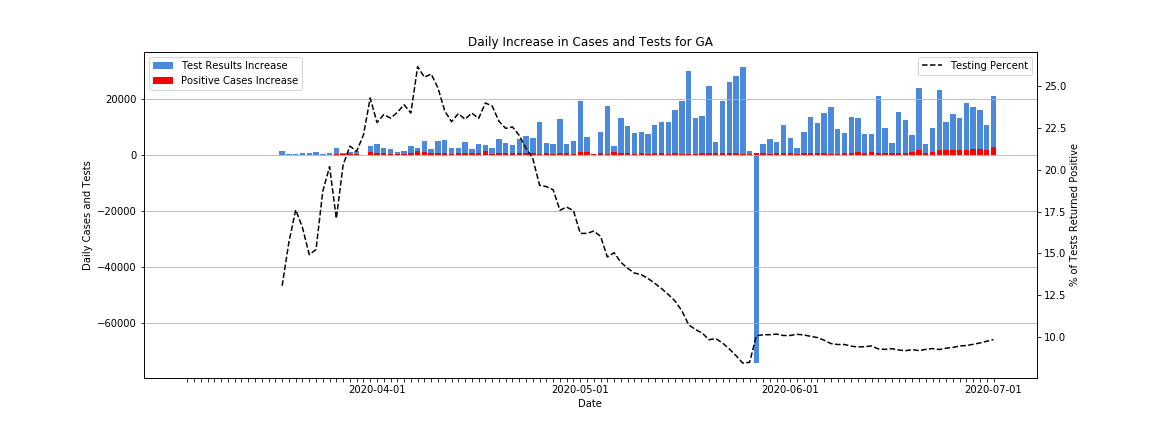 Daily Increase in Cases and Tests for GA
Test Results Increase
Positive Cases Increase
Testing Percent
20000
0
−20000
−40000
−60000
Daily Cases and Tests
25.0
22.5
20.0
17.5
15.0
12.5
10.0
% of Tests Returned Positive
2020-04-01
2020-05-01
2020-06-01
2020-07-01
Date